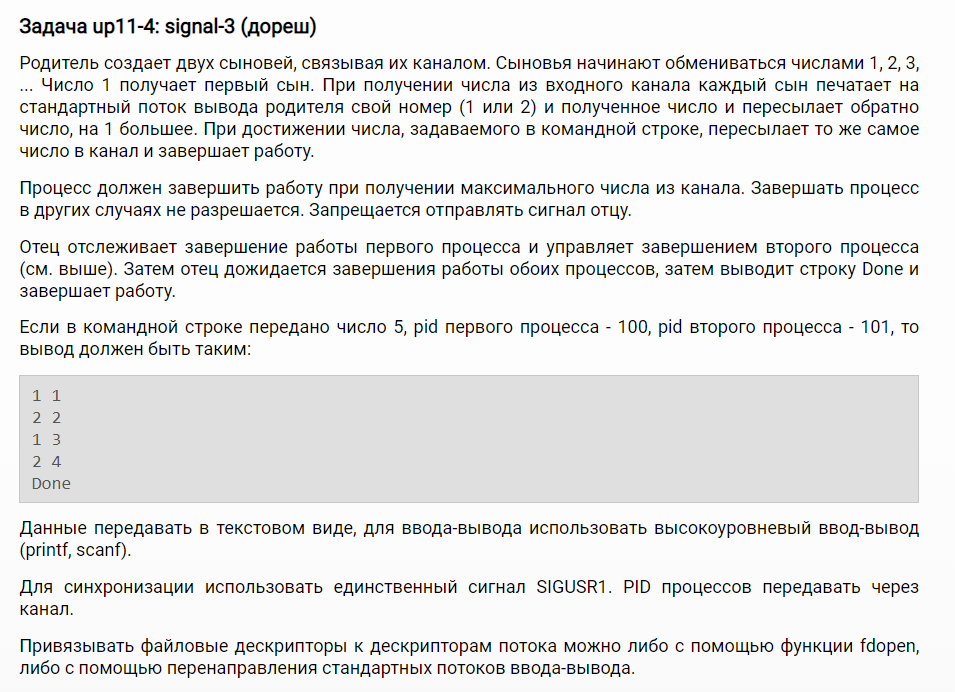 Задача up11-4: signal-3 (дореш)
Родитель создает двух сыновей, связывая их каналом. Сыновья начинают обмениваться числами 1, 2, 3,
... Число 1 получает первый сын. При получении числа из входного канала каждый сын печатает на
стандартный поток вывода родителя свой номер (1 или 2) и полученное число и пересылает обратно
число, на 1 большее. При достижении числа, задаваемого в командной строке, пересылает то же самое
число в канал и завершает работу.
Процесс должен завершить работу при получении максимального числа из канала. Завершать процесс
в других случаях не разрешается. Запрещается отправлять сигнал отцу.
Отец отслеживает завершение работы первого процесса и управляет завершением второго процесса
(см. выше). Затем отец дожидается завершения работы обоих процессов, затем выводит строку Done и
завершает работу.
Если в командной строке передано число 5, pid первого процесса - 100, pid второго процесса - 101, то
вывод должен быть таким:
1 1
2 2
1 3
2 4
Done
Данные передавать в текстовом виде, для ввода-вывода использовать высокоуровневый ввод-вывод
(printf, scanf).
Для синхронизации использовать единственный сигнал SIGUSR1. PID процессов передавать через
канал.
Привязывать файловые дескрипторы к дескрипторам потока можно либо с помощью функции fdopen,
либо с помощью перенаправления стандартных потоков ввода-вывода.